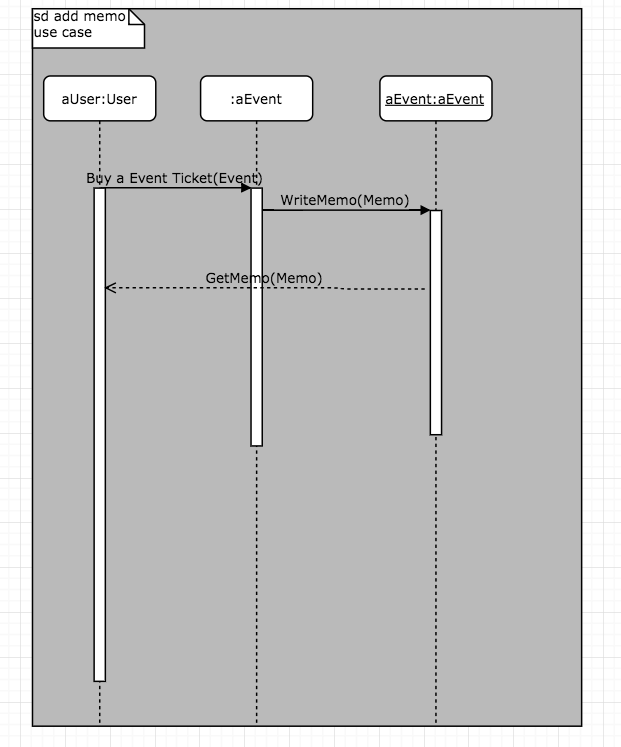 sd add memo
use case
aUser:User
:aEvent
aEvent:aEvent
Buy a Event Ticket(Event)
WriteMemo(Memo)
GetMemo(Memo)